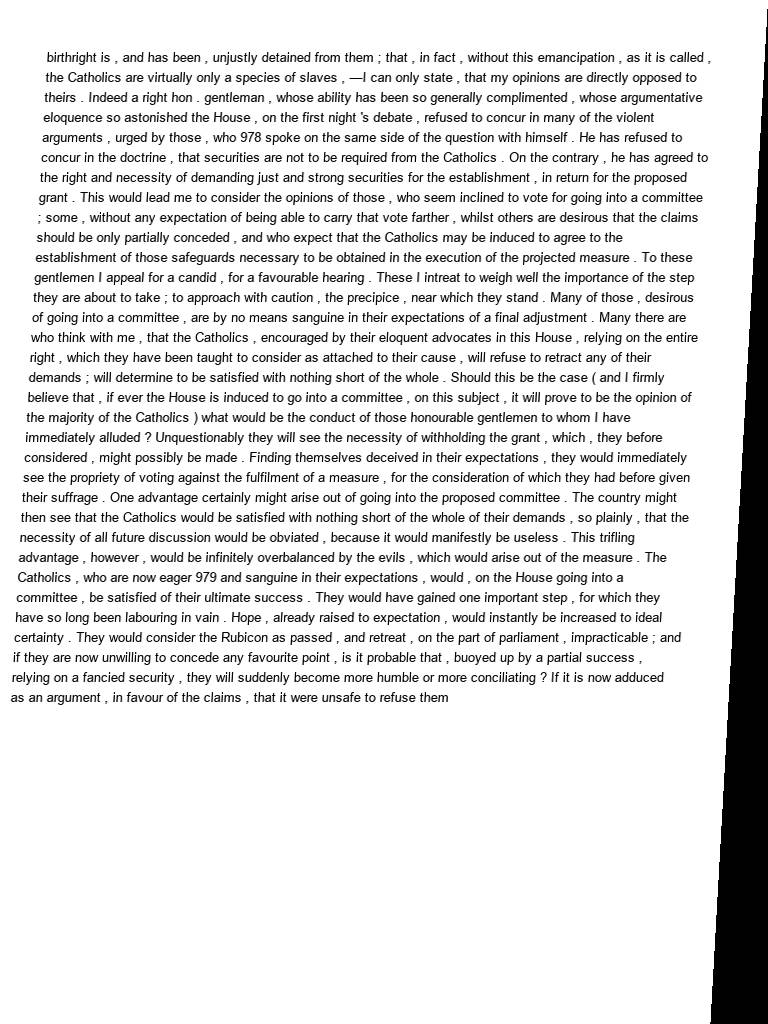 birthright is , and has been , unjustly detained from them ; that , in fact , without this emancipation , as it is called ,
the Catholics are virtually only a species of slaves , —I can only state , that my opinions are directly opposed to
theirs . Indeed a right hon . gentleman , whose ability has been so generally complimented , whose argumentative
eloquence so astonished the House , on the first night 's debate , refused to concur in many of the violent
arguments , urged by those , who 978 spoke on the same side of the question with himself . He has refused to
concur in the doctrine , that securities are not to be required from the Catholics . On the contrary , he has agreed to
the right and necessity of demanding just and strong securities for the establishment , in return for the proposed
grant . This would lead me to consider the opinions of those , who seem inclined to vote for going into a committee
; some , without any expectation of being able to carry that vote farther , whilst others are desirous that the claims
should be only partially conceded , and who expect that the Catholics may be induced to agree to the
establishment of those safeguards necessary to be obtained in the execution of the projected measure . To these
gentlemen I appeal for a candid , for a favourable hearing . These I intreat to weigh well the importance of the step
they are about to take ; to approach with caution , the precipice , near which they stand . Many of those , desirous
of going into a committee , are by no means sanguine in their expectations of a final adjustment . Many there are
who think with me , that the Catholics , encouraged by their eloquent advocates in this House , relying on the entire
right , which they have been taught to consider as attached to their cause , will refuse to retract any of their
demands ; will determine to be satisfied with nothing short of the whole . Should this be the case ( and I firmly
believe that , if ever the House is induced to go into a committee , on this subject , it will prove to be the opinion of
the majority of the Catholics ) what would be the conduct of those honourable gentlemen to whom I have
immediately alluded ? Unquestionably they will see the necessity of withholding the grant , which , they before
considered , might possibly be made . Finding themselves deceived in their expectations , they would immediately
see the propriety of voting against the fulfilment of a measure , for the consideration of which they had before given
their suffrage . One advantage certainly might arise out of going into the proposed committee . The country might
then see that the Catholics would be satisfied with nothing short of the whole of their demands , so plainly , that the
necessity of all future discussion would be obviated , because it would manifestly be useless . This trifling
advantage , however , would be infinitely overbalanced by the evils , which would arise out of the measure . The
Catholics , who are now eager 979 and sanguine in their expectations , would , on the House going into a
committee , be satisfied of their ultimate success . They would have gained one important step , for which they
have so long been labouring in vain . Hope , already raised to expectation , would instantly be increased to ideal
certainty . They would consider the Rubicon as passed , and retreat , on the part of parliament , impracticable ; and
if they are now unwilling to concede any favourite point , is it probable that , buoyed up by a partial success ,
relying on a fancied security , they will suddenly become more humble or more conciliating ? If it is now adduced
as an argument , in favour of the claims , that it were unsafe to refuse them